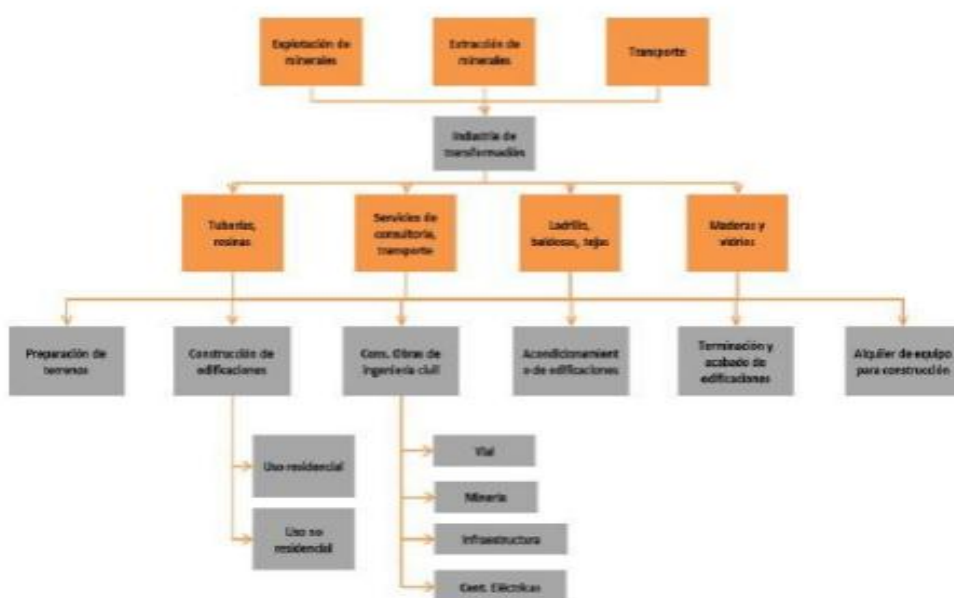 Explotación de
minerales
Extracción de
minerales
Transporte
Industria de
transformación
Tuberías,
resinas
Servicios de
consultoría,
transporte
Ladrillo,
baldosas, tejas
Maderas y
vidrios
Preparación de
terrenos
Construcción de
edificaciones
Cons. Obras de
ingeniería civil
Acondicionamient
o de edificaciones
Terminación y
acabado de
edificaciones
Alquiler de equipo
para construcción
Uso residencial
Uso no
residencial
Vial
Minería
Infraestructura
Cent. Eléctricas